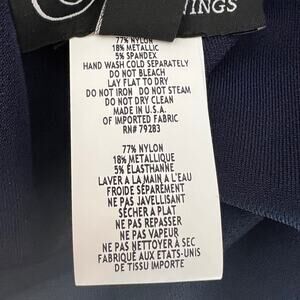 INGS
77% NYLON
18% METALLIC
5% SPANDEX
HAND WASH COLD SEPARATELY
DO NOT BLEACH
LAY FLAT TO DRY
DO NOT IRON DO NOT STEAM
DO NOT DRY CLEAN
MADE IN U.S.A.
OF IMPORTED FABRIC
RN# 79283
77% NYLON
18% METALLIQUE
5% ÉLASTHANNE
LAVER A LA MAIN A L'EAU
FROIDE SÉPARÉMENT
NE PAS JAVELLISANT
SÉCHER A PLAT
NE PAS REPASSER
NE PAS VAPEUR
NE PAS NETTOYER A SEC
FABRIQUÉ AUX ETATS-UNIS
DE TISSU IMPORTE